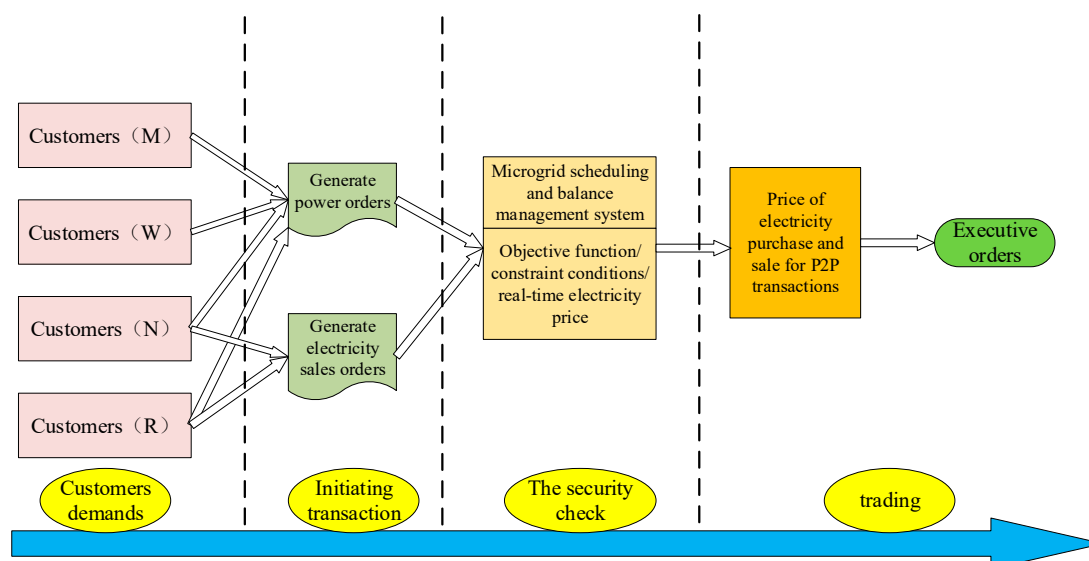 Customers（M）
Customers（W）
Customers（N）
Customers（R）
Generate
power orders
Generate
electricity
sales orders
Microgrid scheduling
and balance
management system
Objective function/
constraint conditions/
real-time electricity
price
Price of
electricity
purchase and
sale for P2P
transactions
Executive
orders
Customers
demands
Initiating
transaction
The security
check
trading